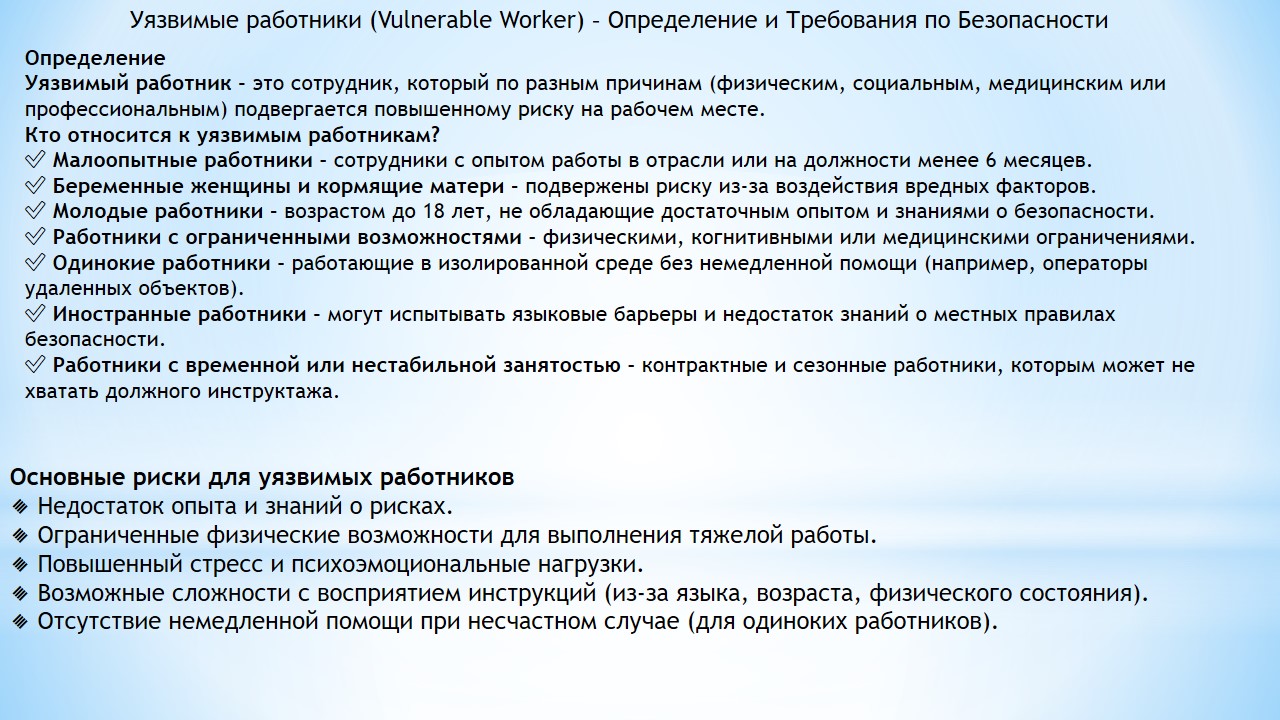 Уязвимые работники (Vulnerable Worker) – Определение и Требования по Безопасности
Определение
Уязвимый работник – это сотрудник, который по разным причинам (физическим, социальным, медицинским или
профессиональным) подвергается повышенному риску на рабочем месте.
Кто относится к уязвимым работникам?
✅ Малоопытные работники – сотрудники с опытом работы в отрасли или на должности менее 6 месяцев.
✅ Беременные женщины и кормящие матери – подвержены риску из-за воздействия вредных факторов.
✅ Молодые работники – возрастом до 18 лет, не обладающие достаточным опытом и знаниями о безопасности.
✅ Работники с ограниченными возможностями – физическими, когнитивными или медицинскими ограничениями.
✅ Одинокие работники – работающие в изолированной среде без немедленной помощи (например, операторы
удаленных объектов).
✅ Иностранные работники – могут испытывать языковые барьеры и недостаток знаний о местных правилах
безопасности.
✅ Работники с временной или нестабильной занятостью – контрактные и сезонные работники, которым может не
хватать должного инструктажа.
Основные риски для уязвимых работников
🔹 Недостаток опыта и знаний о рисках.
🔹 Ограниченные физические возможности для выполнения тяжелой работы.
🔹 Повышенный стресс и психоэмоциональные нагрузки.
🔹 Возможные сложности с восприятием инструкций (из-за языка, возраста, физического состояния).
🔹 Отсутствие немедленной помощи при несчастном случае (для одиноких работников).